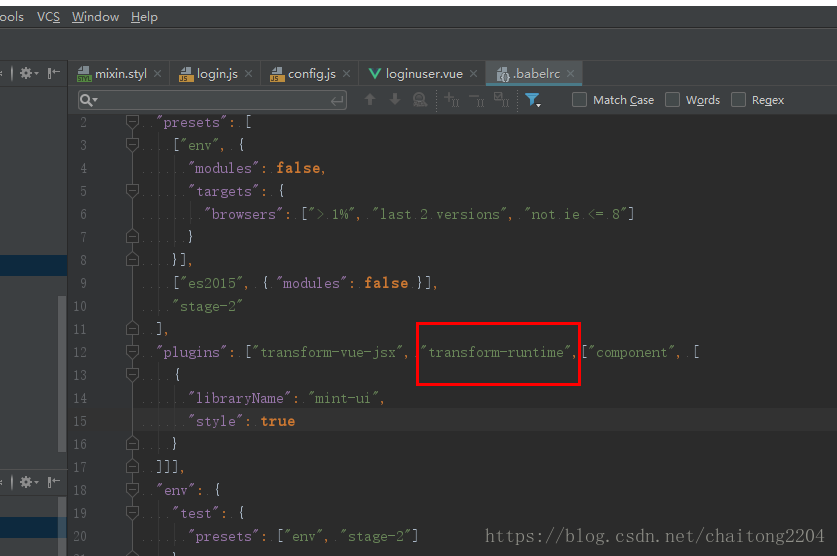 ools VCS Window Help
mixin.styl login.js config.js loginuser.vue .babelrc
Match Case Words Regex
2 "presets": [
3 ["env", {
4 "modules": false,
5 "targets": {
6 "browsers": ["> 1%", "last 2 versions", "not ie <= 8"]
7 }
8 }],
9 ["es2015", { "modules": false }],
10 "stage-2"
11 ],
12 "plugins": ["transform-vue-jsx", "transform-runtime",["component", [
13 {
14 "libraryName": "mint-ui",
15 "style": true
16 }
17 ]]],
18 "env": {
19 "test": {
20 "presets": ["env", "stage-2"]
https://blog.csdn.net/chaitong2204